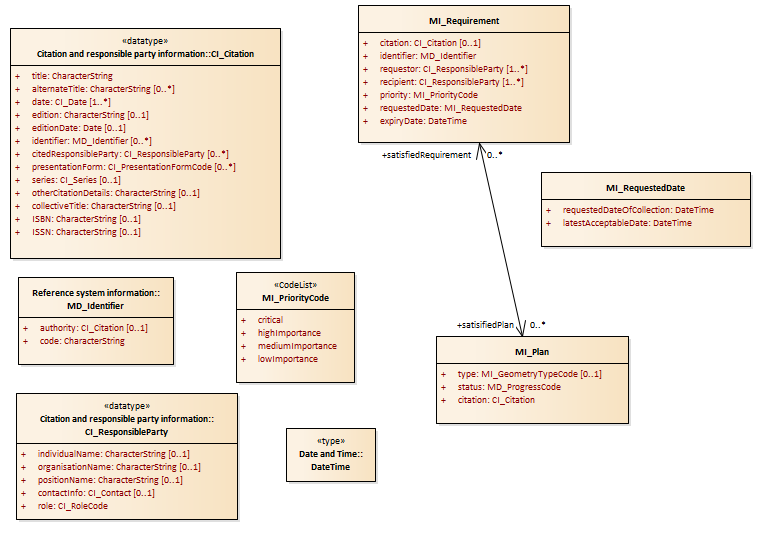 «datatype»
Citation and responsible party information::CI_Citation
+ title: CharacterString
+ alternateTitle: CharacterString [0..*]
+ date: CI_Date [1..*]
+ edition: CharacterString [0..1]
+ editionDate: Date [0..1]
+ identifier: MD_Identifier [0..*]
+ citedResponsibleParty: CI_ResponsibleParty [0..*]
+ presentationForm: CI_PresentationFormCode [0..*]
+ series: CI_Series [0..1]
+ otherCitationDetails: CharacterString [0..1]
+ collectiveTitle: CharacterString [0..1]
+ ISBN: CharacterString [0..1]
+ ISSN: CharacterString [0..1]
MI_Requirement
+ citation: CI_Citation [0..1]
+ identifier: MD_Identifier
+ requestor: CI_ResponsibleParty [1..*]
+ recipient: CI_ResponsibleParty [1..*]
+ priority: MI_PriorityCode
+ requestedDate: MI_RequestedDate
+ expiryDate: DateTime
+satisfiedRequirement 0..*
MI_RequestedDate
+ requestedDateOfCollection: DateTime
+ latestAcceptableDate: DateTime
Reference system information::
MD_Identifier
+ authority: CI_Citation [0..1]
+ code: CharacterString
«CodeList»
MI_PriorityCode
+ critical
+ highImportance
+ mediumImportance
+ lowImportance
+satisifiedPlan 0..*
MI_Plan
+ type: MI_GeometryTypeCode [0..1]
+ status: MD_ProgressCode
+ citation: CI_Citation
«datatype»
Citation and responsible party information::
CI_ResponsibleParty
+ individualName: CharacterString [0..1]
+ organisationName: CharacterString [0..1]
+ positionName: CharacterString [0..1]
+ contactInfo: CI_Contact [0..1]
+ role: CI_RoleCode
«type»
Date and Time::
DateTime